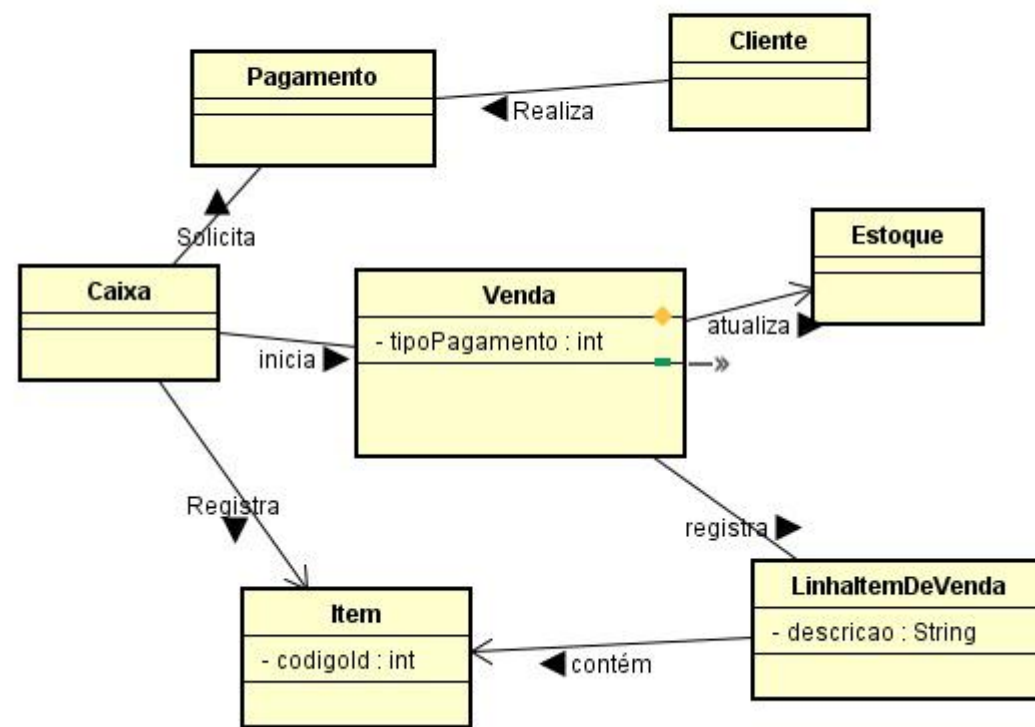 Cliente
Pagamento
Realiza
Solicita
Estoque
Caixa
Venda
- tipoPagamento : int
atualiza
inicia
Registra
registra
LinhaItemDeVenda
- descricao : String
Item
- codigoId : int
contém